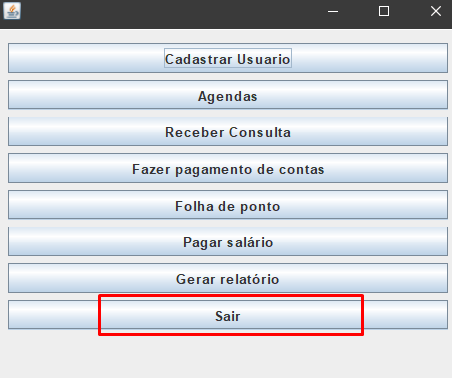 Cadastrar Usuario
Agendas
Receber Consulta
Fazer pagamento de contas
Folha de ponto
Pagar salário
Gerar relatório
Sair